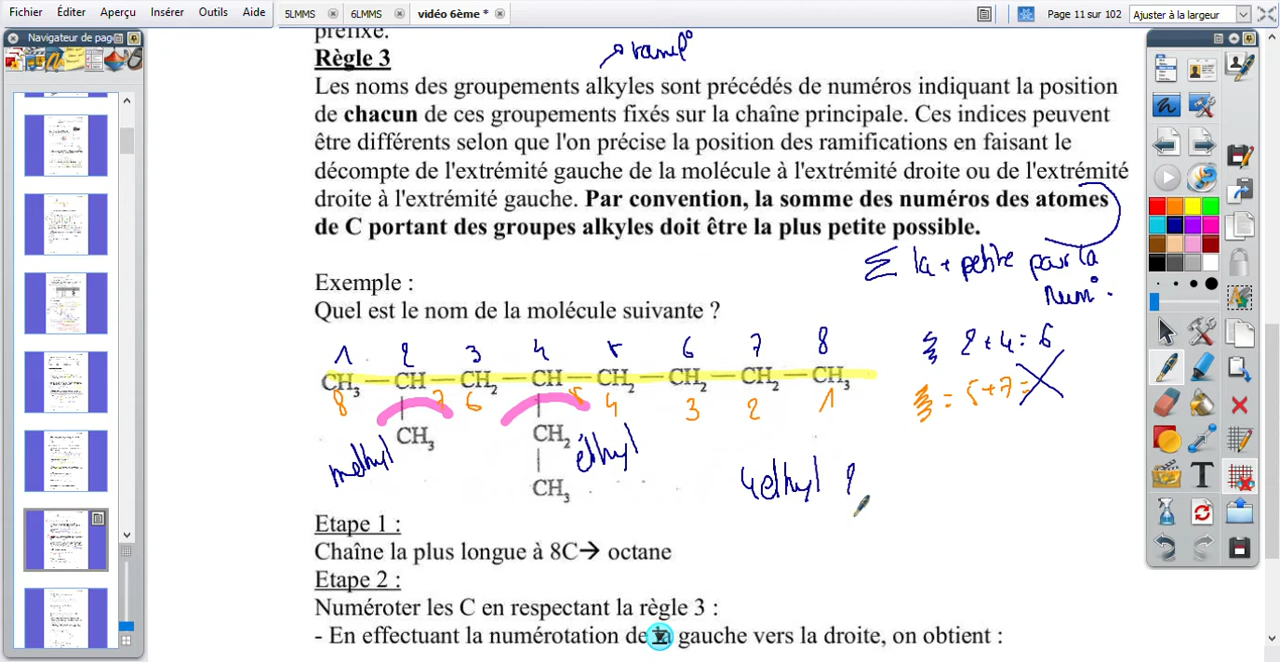 Fichier Éditer Aperçu Insérer Outils Aide
5LMMS 6LMMS vidéo 6ème *
Page 11 sur 102 Ajuster à la largeur
Navigateur de pag
préfixe.
Règle 3
Les noms des groupements alkyles sont précédés de numéros indiquant la position
de chacun de ces groupements fixés sur la chaîne principale. Ces indices peuvent
être différents selon que l'on précise la position des ramifications en faisant le
décompte de l'extrémité gauche de la molécule à l'extrémité droite ou de l'extrémité
droite à l'extrémité gauche. Par convention, la somme des numéros des atomes
de C portant des groupes alkyles doit être la plus petite possible.
Σ la + petite pour la
num°.
Exemple :
Quel est le nom de la molécule suivante ?
1 2 3 4 5 6 7 8
Σ 2 + 4 = 6
CH3 — CH — CH2 — CH — CH2 — CH2 — CH2 — CH3
Σ = 5 + 7 =
8 7 6 5 4 3 2 1
CH3 CH2
méthyl éthyl
CH3
4ethyl 2
Etape 1 :
Chaîne la plus longue à 8C→ octane
Etape 2 :
Numéroter les C en respectant la règle 3 :
- En effectuant la numérotation de gauche vers la droite, on obtient :